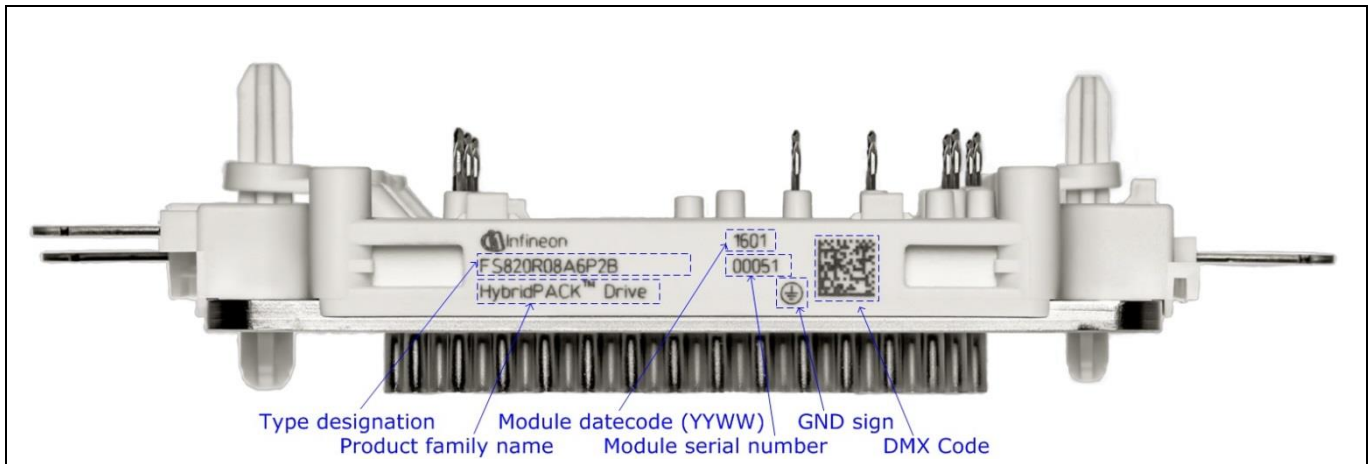 Infineon
1601
FS820R08A6P2B
00051
HybridPACK™ Drive
Type designation
Module datecode (YYWW)
GND sign
Product family name
Module serial number
DMX Code